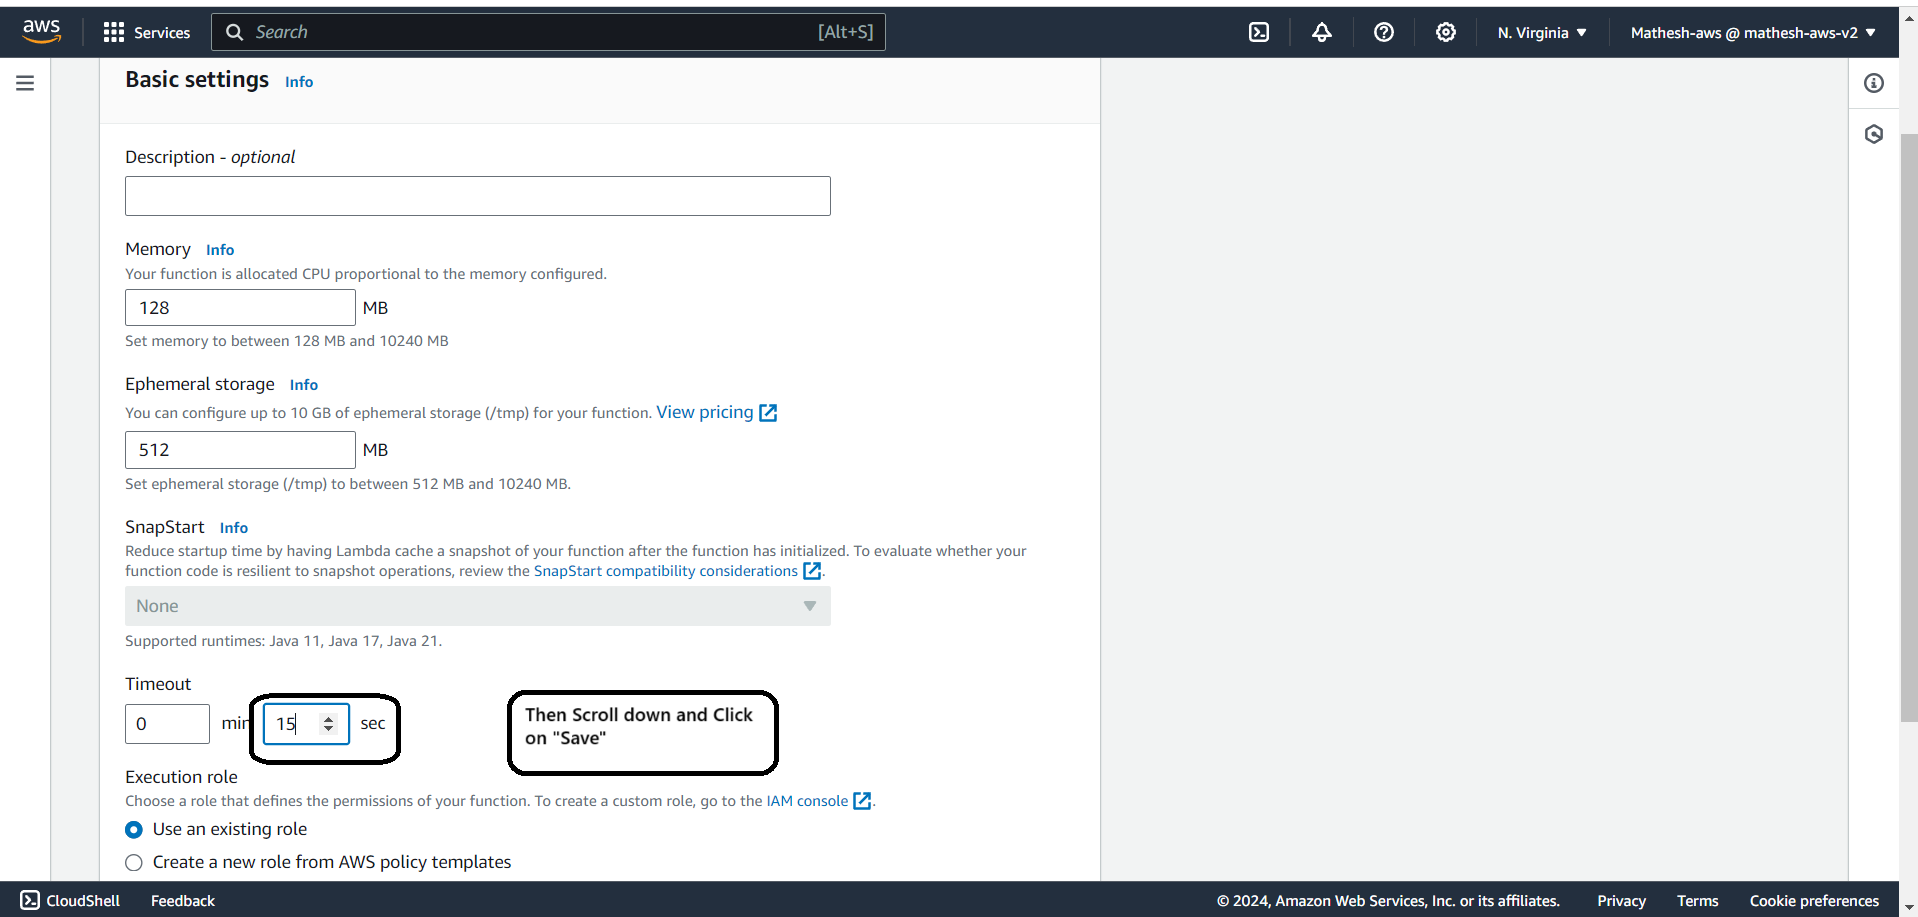 aws
Services
Search
[Alt+S]
N. Virginia
Mathesh-aws @ mathesh-aws-v2
Basic settings Info
Description - optional
Memory Info
Your function is allocated CPU proportional to the memory configured.
128 MB
Set memory to between 128 MB and 10240 MB
Ephemeral storage Info
You can configure up to 10 GB of ephemeral storage (/tmp) for your function. View pricing
512 MB
Set ephemeral storage (/tmp) to between 512 MB and 10240 MB.
SnapStart Info
Reduce startup time by having Lambda cache a snapshot of your function after the function has initialized. To evaluate whether your
function code is resilient to snapshot operations, review the SnapStart compatibility considerations.
None
Supported runtimes: Java 11, Java 17, Java 21.
Timeout
0 min 15 sec
Then Scroll down and Click
on "Save"
Execution role
Choose a role that defines the permissions of your function. To create a custom role, go to the IAM console.
Use an existing role
Create a new role from AWS policy templates
CloudShell Feedback © 2024, Amazon Web Services, Inc. or its affiliates. Privacy Terms Cookie preferences